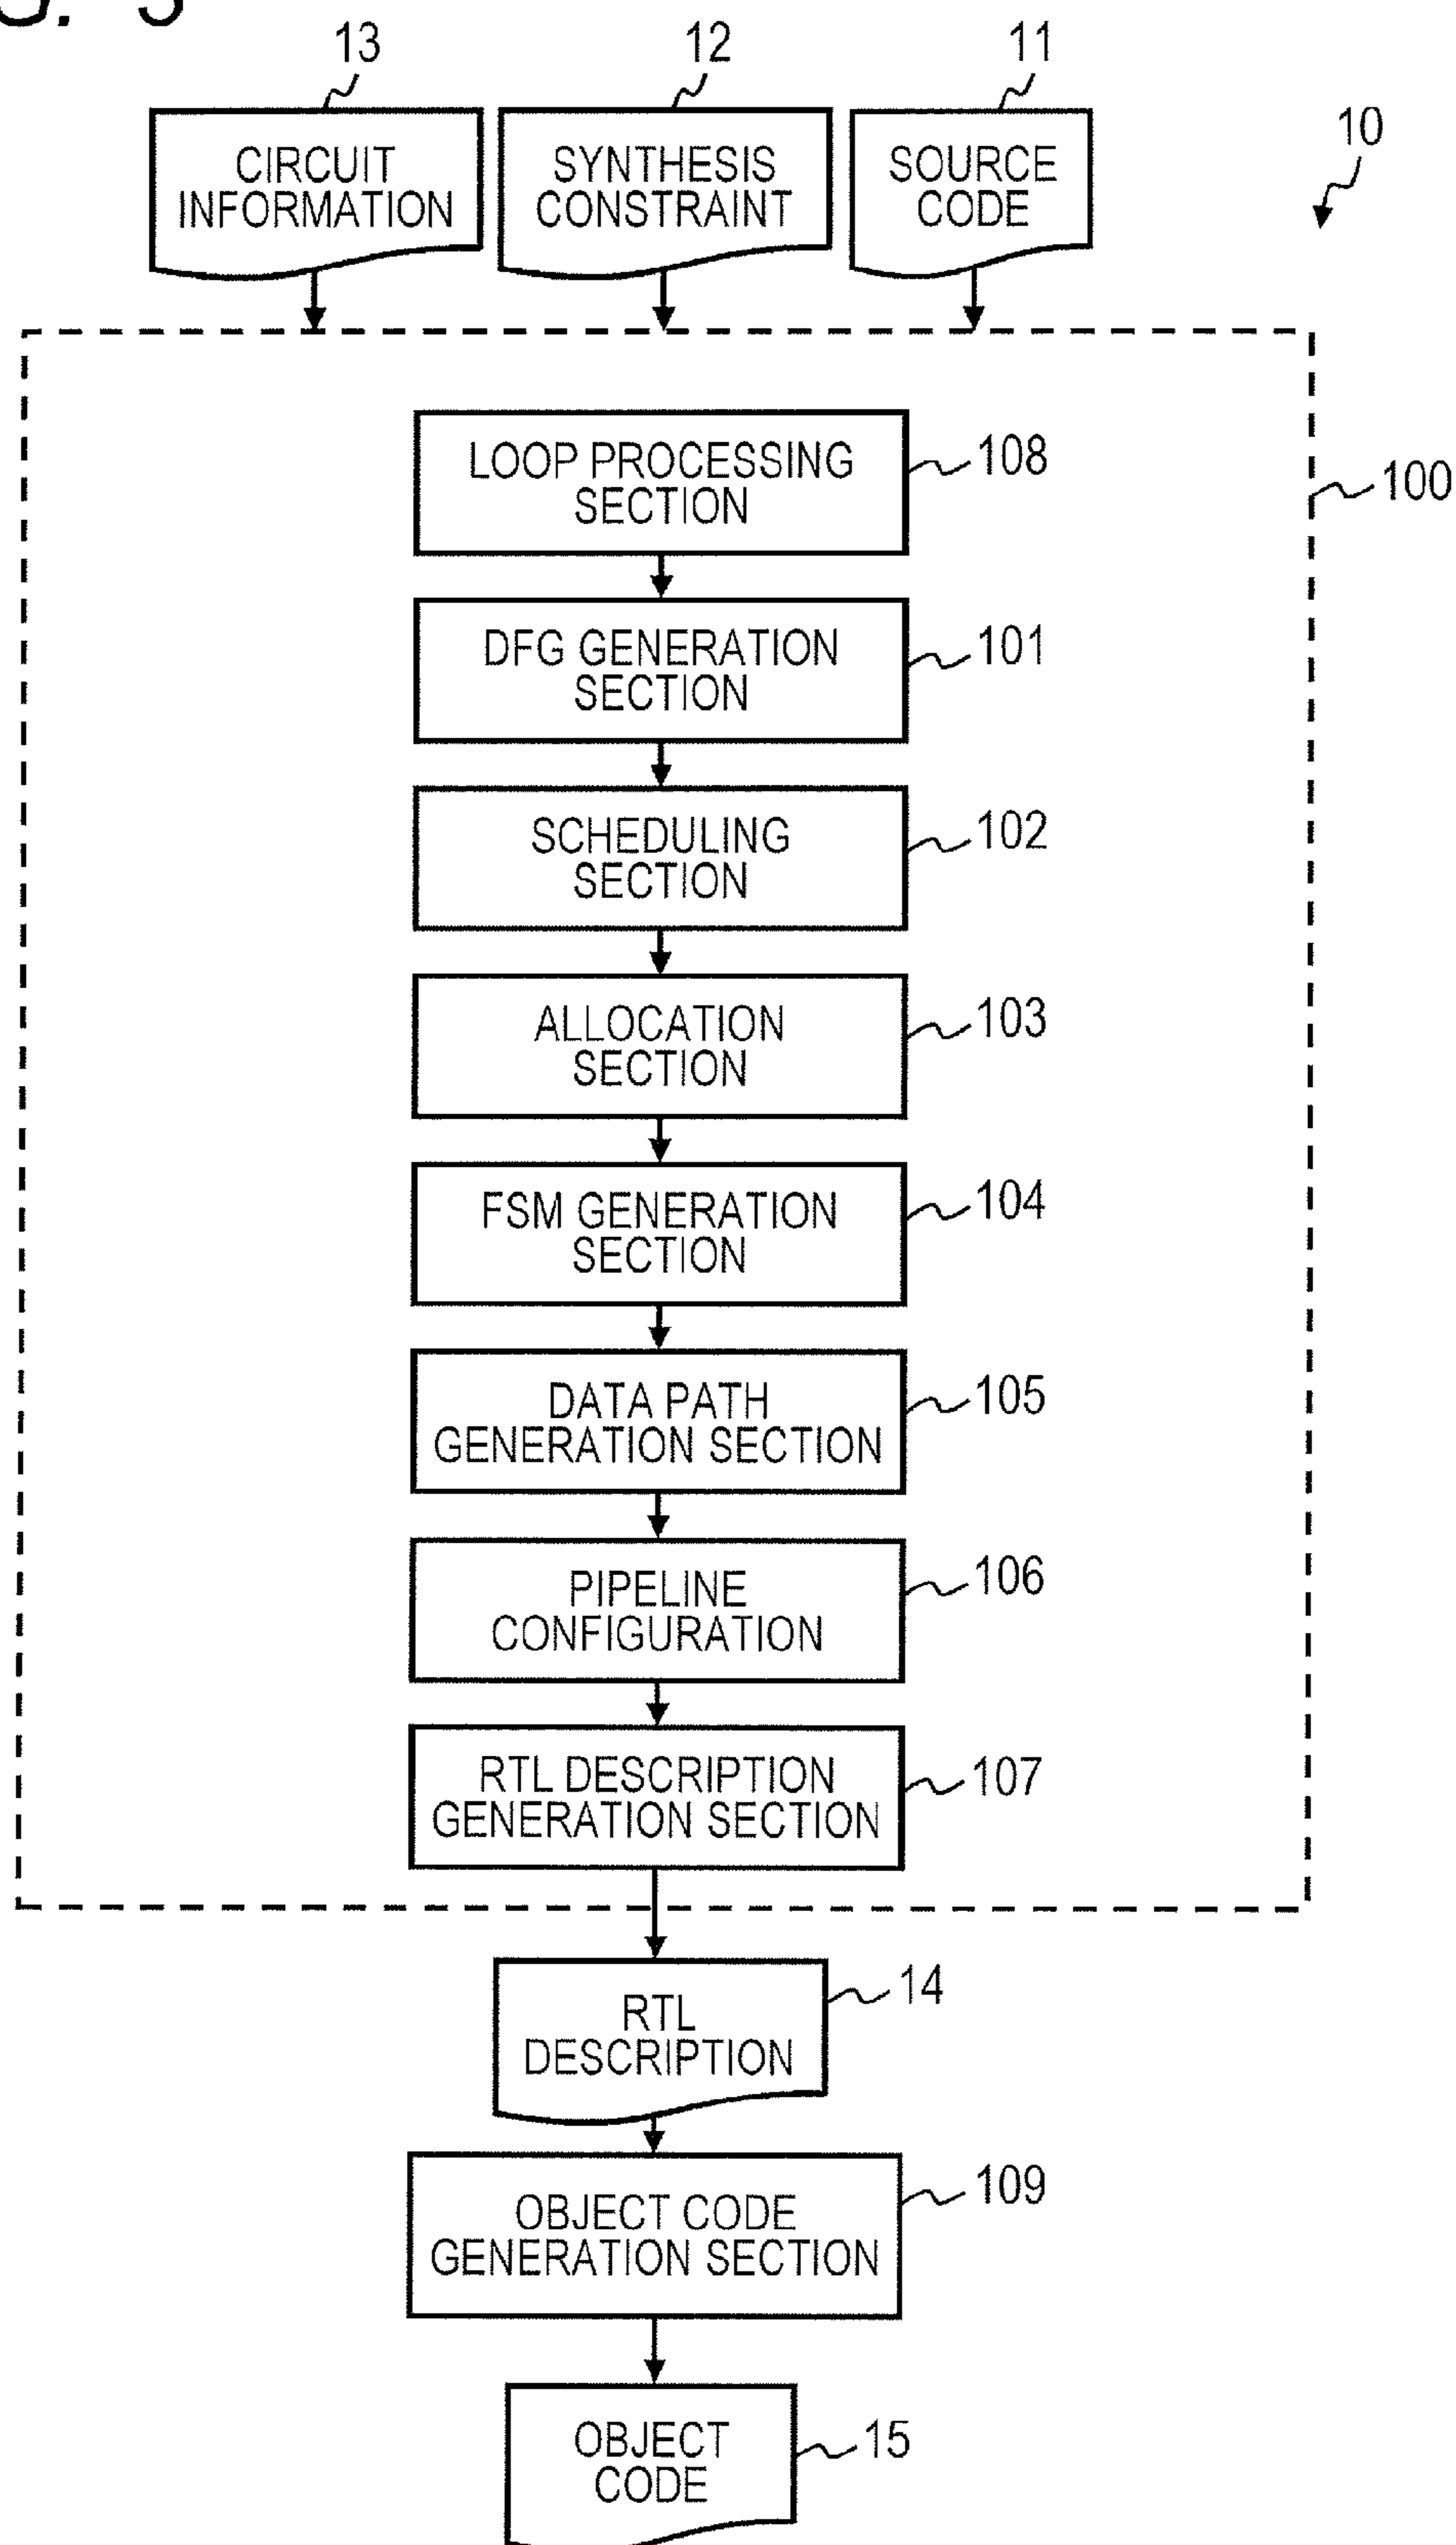 G. 5
13
12
11
10
CIRCUIT
INFORMATION
SYNTHESIS
CONSTRAINT
SOURCE
CODE
LOOP PROCESSING
SECTION
108
100
DFG GENERATION
SECTION
101
SCHEDULING
SECTION
102
ALLOCATION
SECTION
103
FSM GENERATION
SECTION
104
DATA PATH
GENERATION SECTION
105
PIPELINE
CONFIGURATION
106
RTL DESCRIPTION
GENERATION SECTION
107
RTL
DESCRIPTION
14
OBJECT CODE
GENERATION SECTION
109
OBJECT
CODE
15